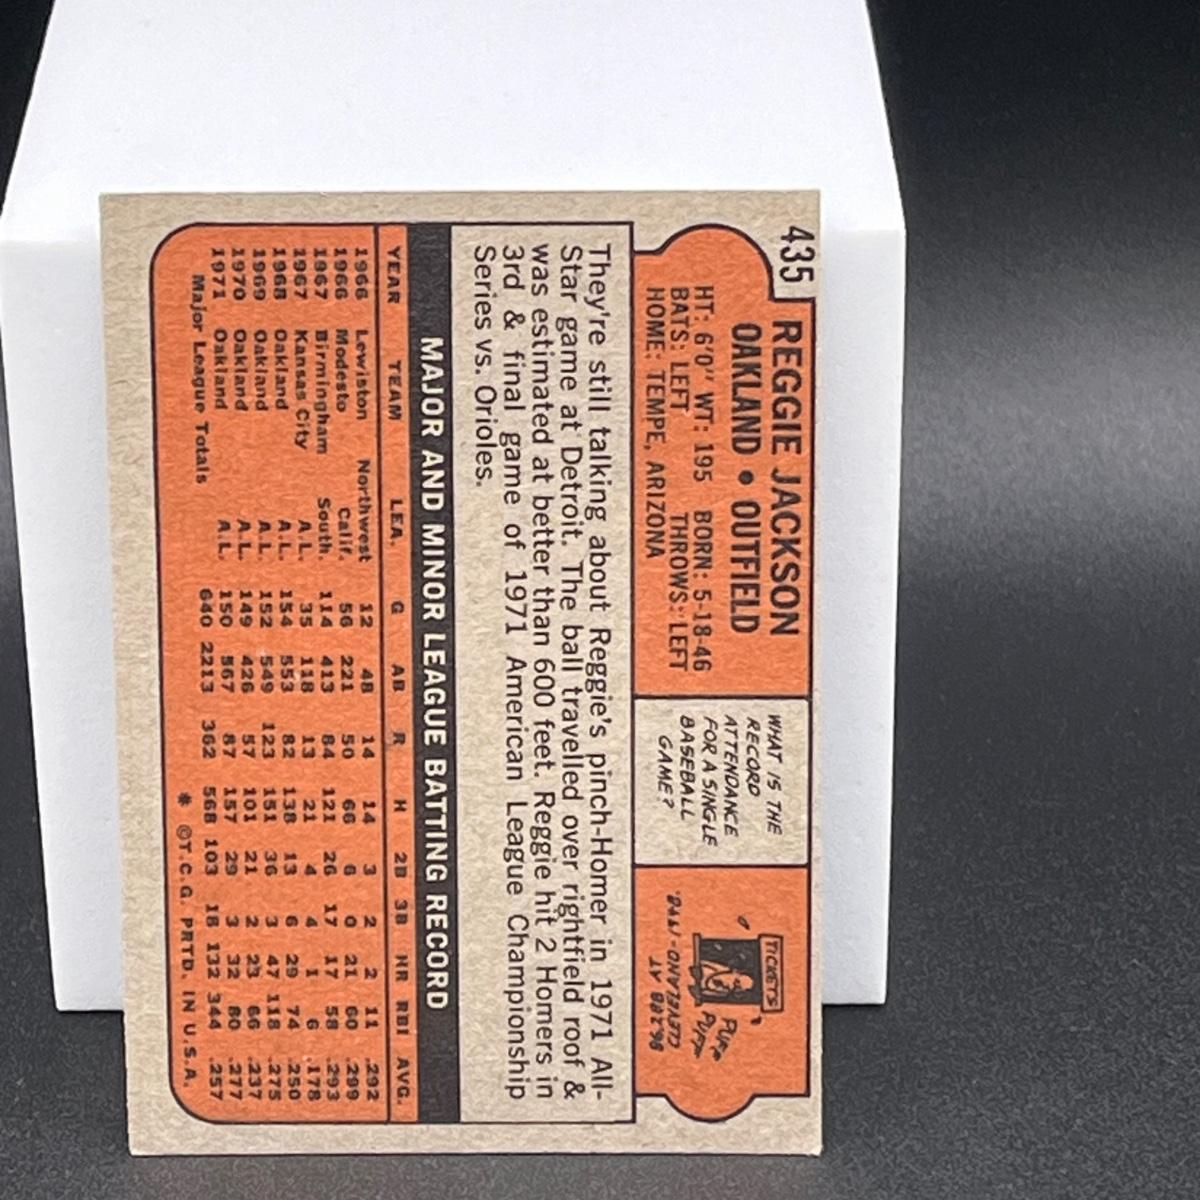 435
REGGIE JACKSON
OAKLAND • OUTFIELD
HT: 6'0" WT: 195 BORN: 5-18-46
BATS: LEFT THROWS: LEFT
HOME: TEMPE, ARIZONA
WHAT IS THE
RECORD
ATTENDANCE
FOR A SINGLE
BASEBALL
GAME?
TICKETS
PUFF
PUFF
86,288 AT
CLEVELAND-1948.
They're still talking about Reggie's pinch-Homer in 1971 All-
Star game at Detroit. The ball travelled over rightfield roof &
was estimated at better than 600 feet. Reggie hit 2 Homers in
3rd & final game of 1971 American League Championship
Series vs. Orioles.
MAJOR AND MINOR LEAGUE BATTING RECORD
YEAR TEAM LEA. G AB R H 2B 3B HR RBI AVG.
1966 Lewiston Northwest 12 48 14 14 3 2 2 11 .292
1966 Modesto Calif. 56 221 50 66 6 0 21 60 .299
1967 Birmingham South. 114 413 84 121 26 17 17 58 .293
1967 Kansas City A.L. 35 118 13 21 4 4 1 6 .178
1968 Oakland A.L. 154 553 82 138 13 6 29 74 .250
1969 Oakland A.L. 152 549 123 151 36 3 47 118 .275
1970 Oakland A.L. 149 426 57 101 21 2 23 66 .237
1971 Oakland A.L. 150 567 87 157 29 3 32 80 .277
Major League Totals 640 2213 362 568 103 18 132 344 .257
* ©T.C.G. PRTD. IN U.S.A.